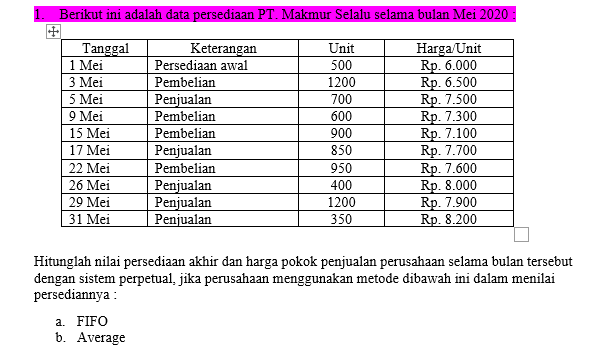 1. Berikut ini adalah data persediaan PT. Makmur Selalu selama bulan Mei 2020 :
Tanggal Keterangan Unit Harga/Unit
1 Mei Persediaan awal 500 Rp. 6.000
3 Mei Pembelian 1200 Rp. 6.500
5 Mei Penjualan 700 Rp. 7.500
9 Mei Pembelian 600 Rp. 7.300
15 Mei Pembelian 900 Rp. 7.100
17 Mei Penjualan 850 Rp. 7.700
22 Mei Pembelian 950 Rp. 7.600
26 Mei Penjualan 400 Rp. 8.000
29 Mei Penjualan 1200 Rp. 7.900
31 Mei Penjualan 350 Rp. 8.200
Hitunglah nilai persediaan akhir dan harga pokok penjualan perusahaan selama bulan tersebut
dengan sistem perpetual, jika perusahaan menggunakan metode dibawah ini dalam menilai
persediannya :
a. FIFO
b. Average